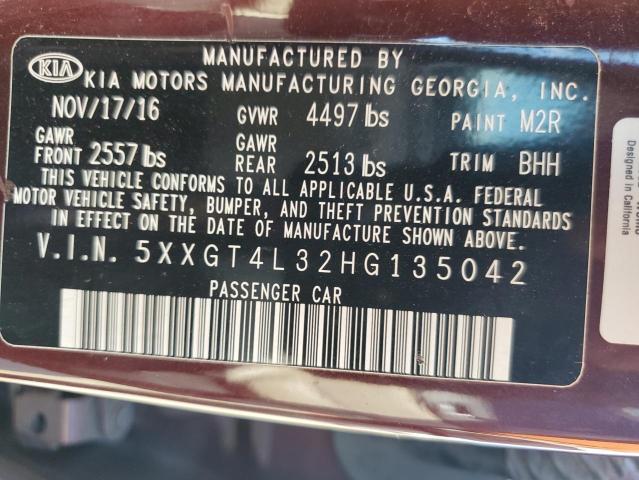 KIA
MANUFACTURED BY
KIA MOTORS MANUFACTURING GEORGIA, INC.
NOV/17/16 GVWR 4497 lbs PAINT M2R
GAWR FRONT 2557 lbs GAWR REAR 2513 lbs TRIM BHH
THIS VEHICLE CONFORMS TO ALL APPLICABLE U.S.A. FEDERAL
MOTOR VEHICLE SAFETY, BUMPER, AND THEFT PREVENTION STANDARDS
IN EFFECT ON THE DATE OF MANUFACTURE SHOWN ABOVE.
V.I.N. 5XXGT4L32HG135042
PASSENGER CAR
Designed in California